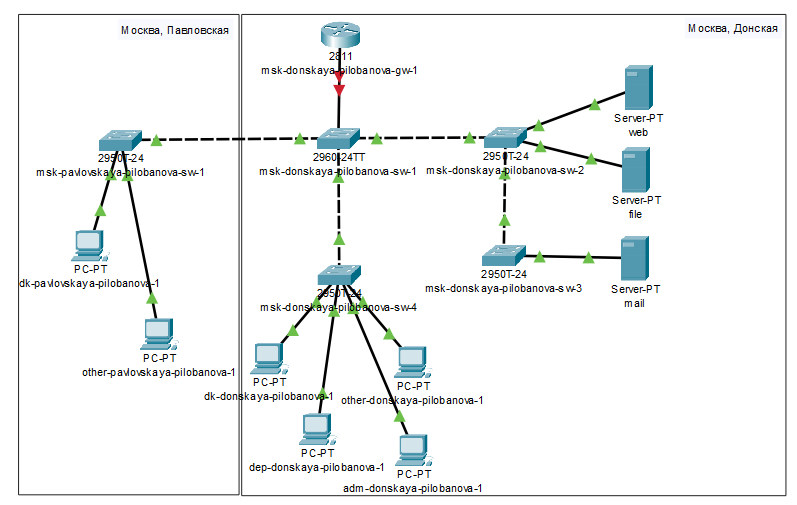 Москва, Павловская
Москва, Донская
2811
msk-donskaya-pilobanova-gw-1
2950T-24
msk-pavlovskaya-pilobanova-sw-1
2960-24TT
msk-donskaya-pilobanova-sw-1
2950T-24
msk-donskaya-pilobanova-sw-2
Server-PT
web
Server-PT
file
2950T-24
msk-donskaya-pilobanova-sw-3
Server-PT
mail
2950T-24
msk-donskaya-pilobanova-sw-4
PC-PT
dk-pavlovskaya-pilobanova-1
PC-PT
other-pavlovskaya-pilobanova-1
PC-PT
dk-donskaya-pilobanova-1
PC-PT
other-donskaya-pilobanova-1
PC-PT
dep-donskaya-pilobanova-1
PC-PT
adm-donskaya-pilobanova-1